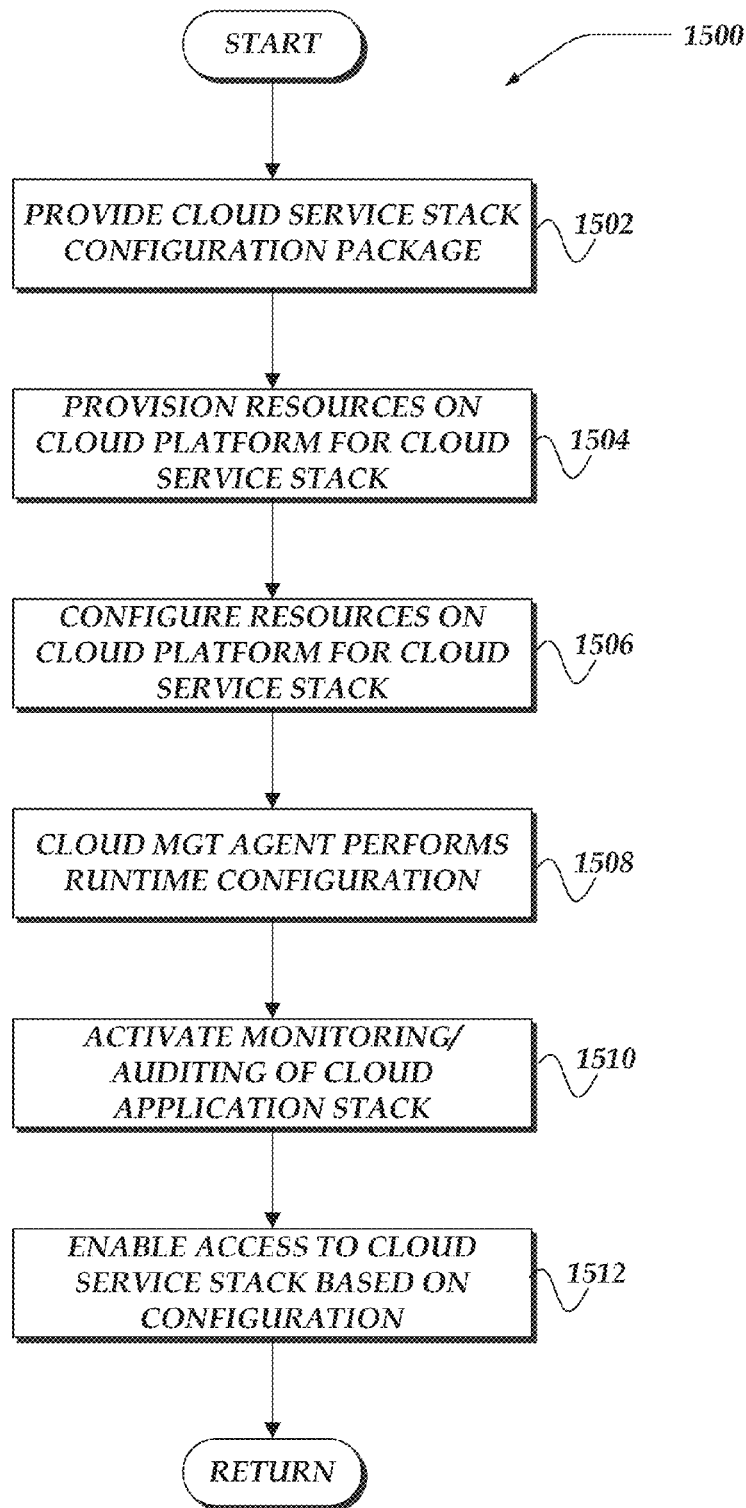 START
1500
PROVIDE CLOUD SERVICE STACK
CONFIGURATION PACKAGE
1502
PROVISION RESOURCES ON
CLOUD PLATFORM FOR CLOUD
SERVICE STACK
1504
CONFIGURE RESOURCES ON
CLOUD PLATFORM FOR CLOUD
SERVICE STACK
1506
CLOUD MGT AGENT PERFORMS
RUNTIME CONFIGURATION
1508
ACTIVATE MONITORING/
AUDITING OF CLOUD
APPLICATION STACK
1510
ENABLE ACCESS TO CLOUD
SERVICE STACK BASED ON
CONFIGURATION
1512
RETURN